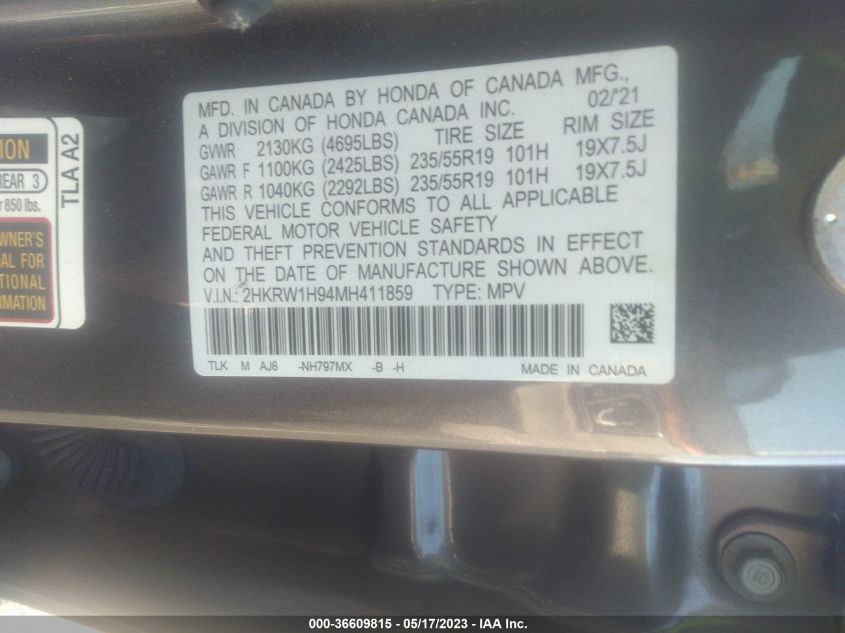 MFD. IN CANADA BY HONDA OF CANADA MFG.,
A DIVISION OF HONDA CANADA INC. 02/'21
GVWR 2130KG (4695LBS) TIRE SIZE RIM SIZE
GAWR F 1100KG (2425LBS) 235/55R19 101H 19X7.5J
GAWR R 1040KG (2292LBS) 235/55R19 101H 19X7.5J
THIS VEHICLE CONFORMS TO ALL APPLICABLE
FEDERAL MOTOR VEHICLE SAFETY
AND THEFT PREVENTION STANDARDS IN EFFECT
ON THE DATE OF MANUFACTURE SHOWN ABOVE.
V.I.N.: 2HKRW1H94MH411859 TYPE: MPV
TLK M AJ6 -NH797MX -B -H MADE IN CANADA
ION
REAR 3
850 lbs.
WNER'S
AL FOR
TIONAL
RMATION
TLA A2
000-36609815 - 05/17/2023 - IAA Inc.